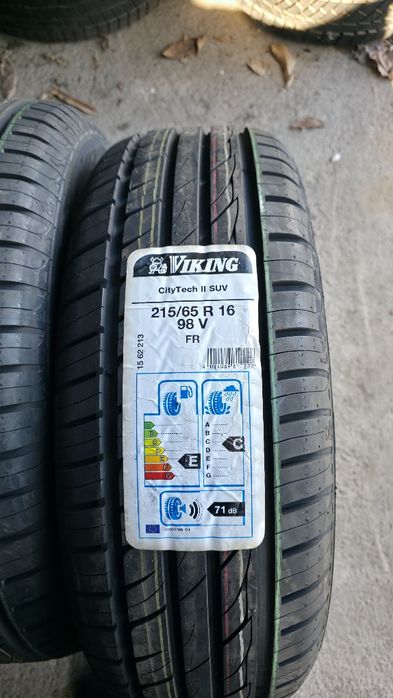 VIKING
CityTech II SUV
215/65 R 16
98 V
FR
15 62 213
A
B
C
D
E
F
G
E
A
B
C
D
E
F
G
C
71 dB